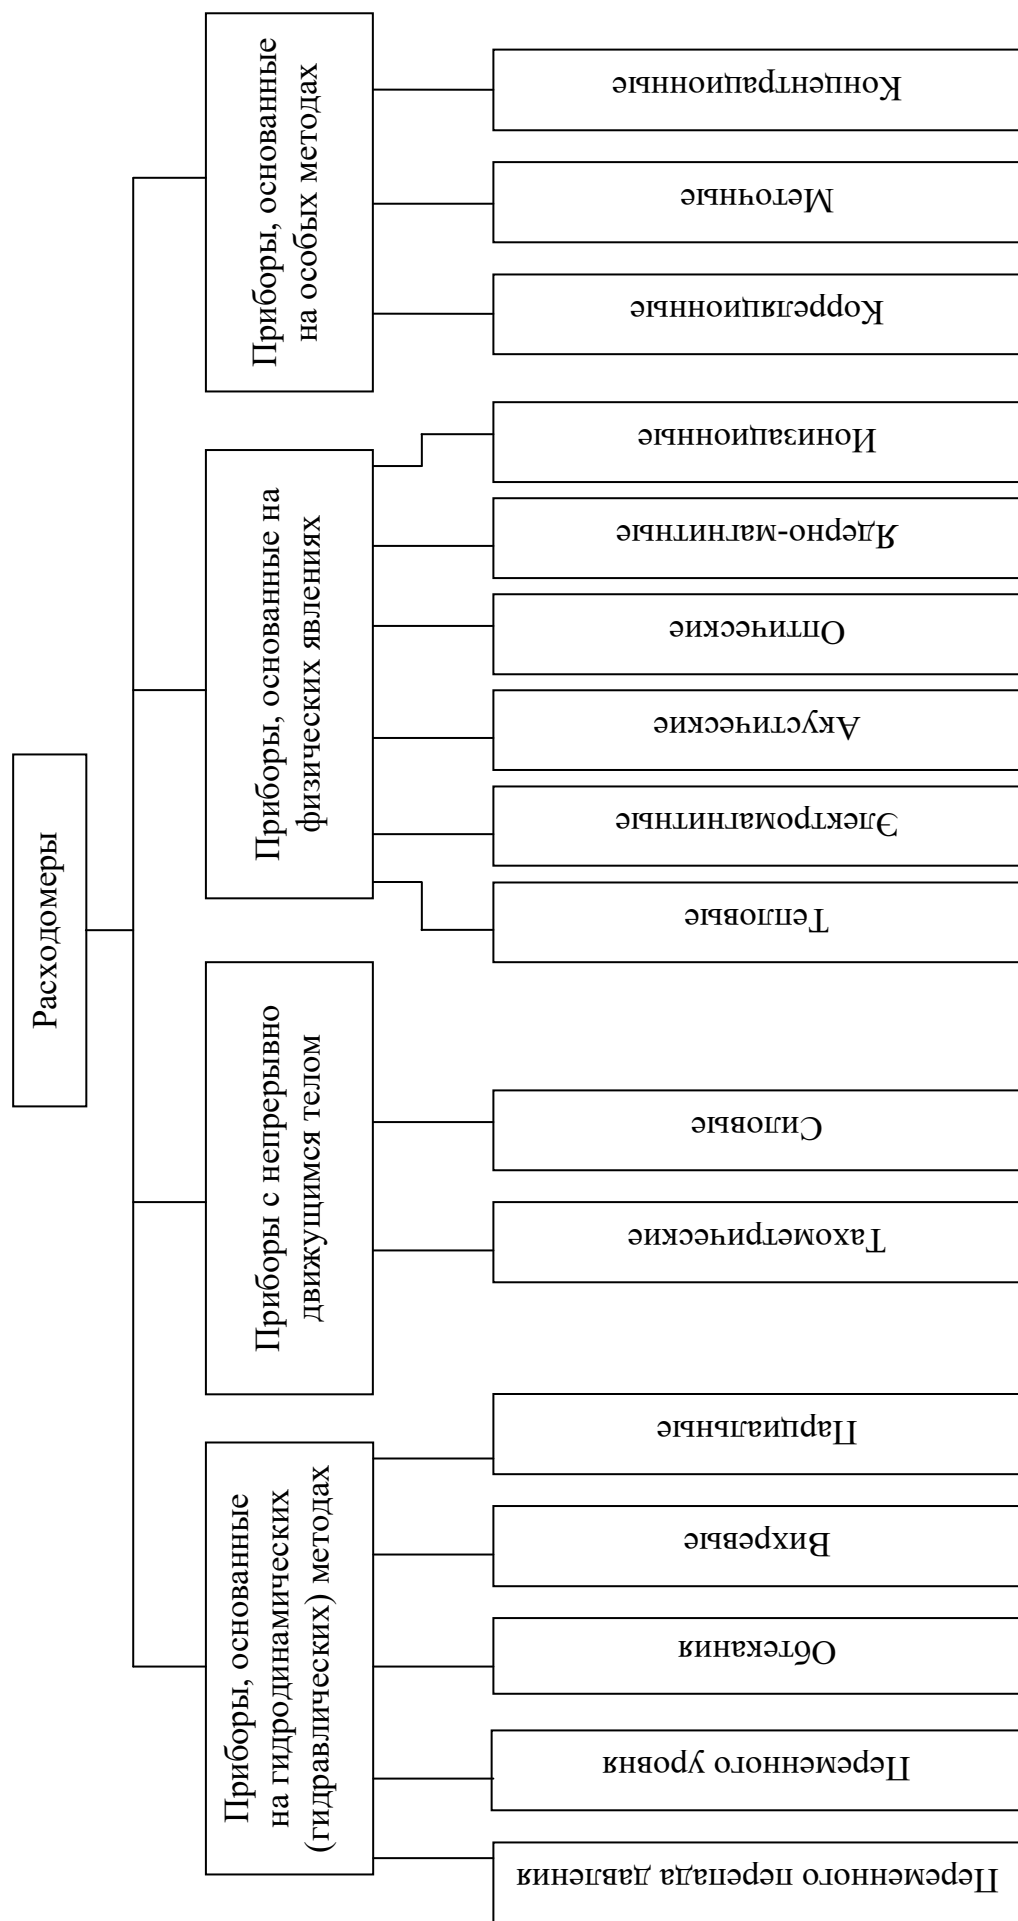 Расходомеры
Приборы, основанные
на гидродинамических
(гидравлических) методах
Приборы с непрерывно
движущимся телом
Приборы, основанные на
физических явлениях
Приборы, основанные
на особых методах
Переменного перепада давления
Переменного уровня
Обтекания
Вихревые
Парциальные
Тахометрические
Силовые
Тепловые
Электромагнитные
Акустические
Оптические
Ядерно-магнитные
Ионизационные
Корреляционные
Меточные
Концентрационные